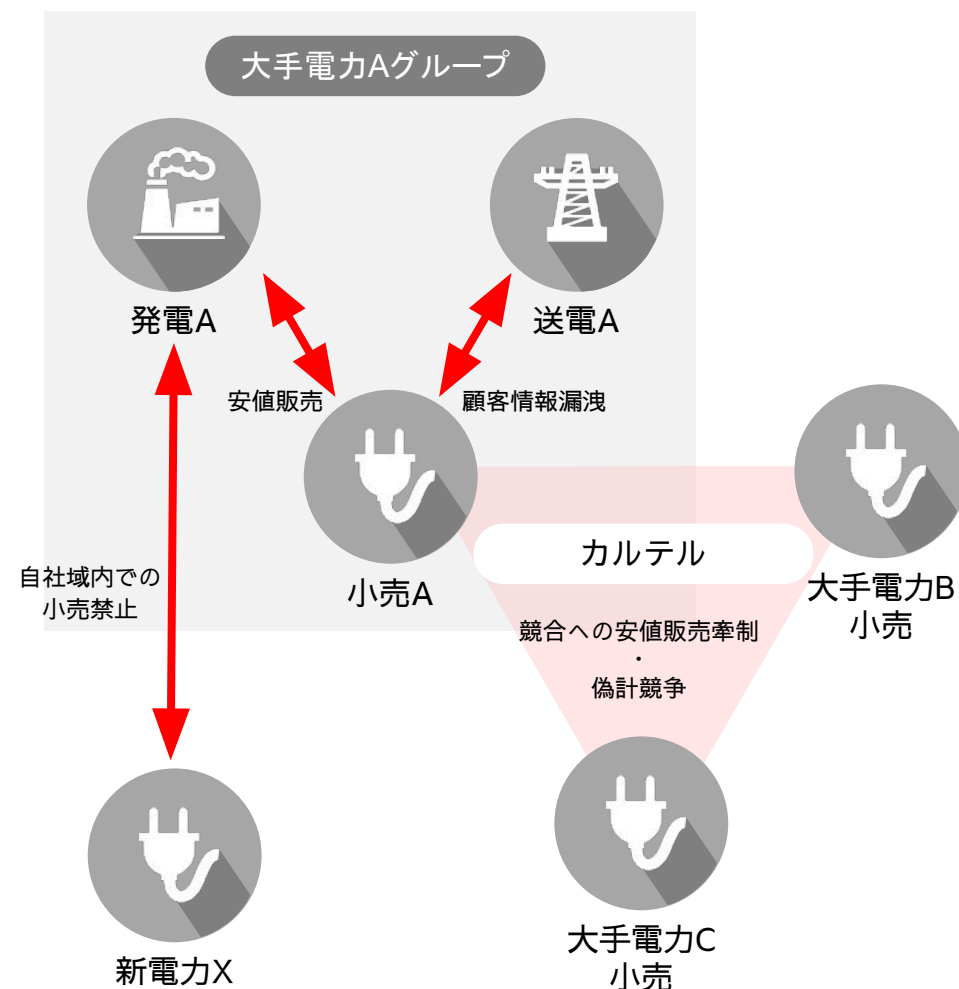 大手電力Aグループ
発電A
送電A
安値販売
顧客情報漏洩
小売A
カルテル
大手電力B
小売
自社域内での
小売禁止
競合への安値販売牽制
・
偽計競争
新電力X
大手電力C
小売